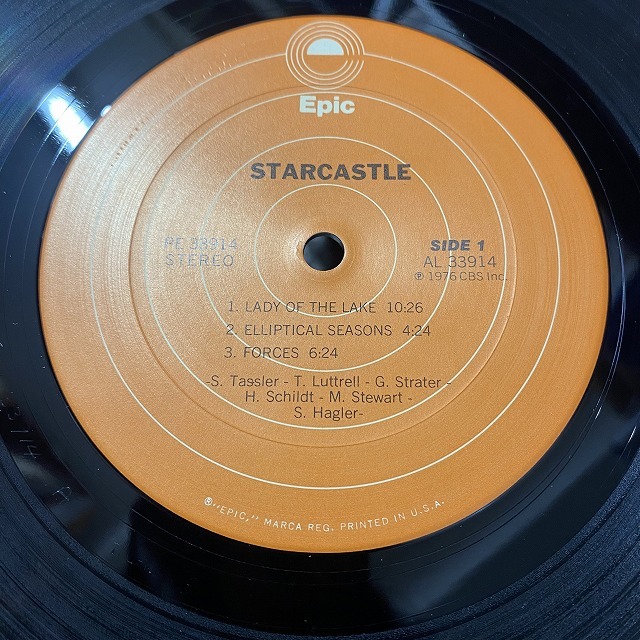 Epic
STARCASTLE
PE 33914
STEREO
SIDE 1
AL 33914
Ⓟ 1976 CBS Inc.
1. LADY OF THE LAKE 10:26
2. ELLIPTICAL SEASONS 4:24
3. FORCES 6:24
-S. Tassler - T. Luttrell - G. Strater -
H. Schildt - M. Stewart -
S. Hagler-
®"EPIC," MARCA REG. PRINTED IN U.S.A.